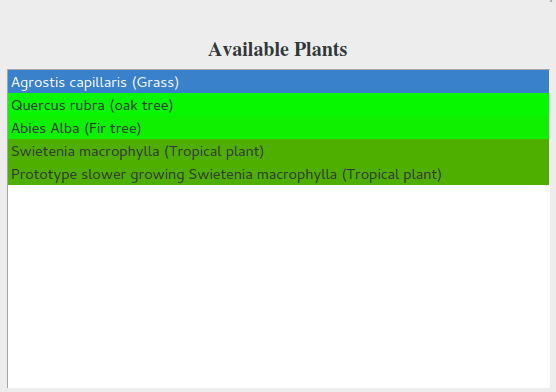 Available Plants
Agrostis capillaris (Grass)
Quercus rubra (oak tree)
Abies Alba (Fir tree)
Swietenia macrophylla (Tropical plant)
Prototype slower growing Swietenia macrophylla (Tropical plant)